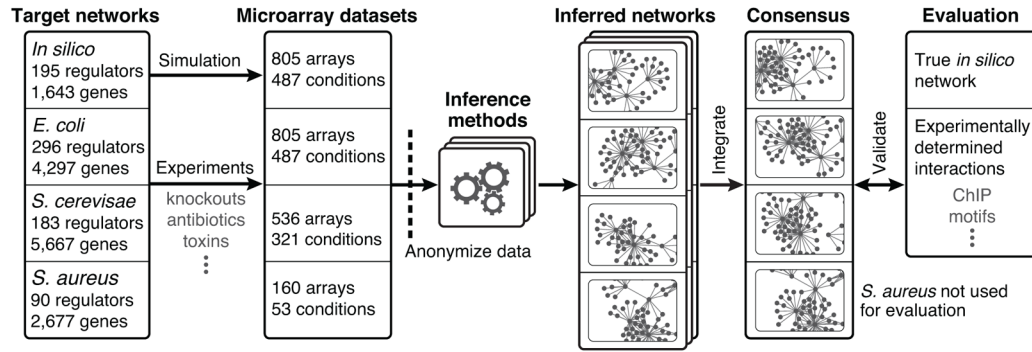 Target networks
In silico
195 regulators
1,643 genes
E. coli
296 regulators
4,297 genes
S. cerevisae
183 regulators
5,667 genes
S. aureus
90 regulators
2,677 genes
Simulation
Experiments
knockouts
antibiotics
toxins
Microarray datasets
805 arrays
487 conditions
805 arrays
487 conditions
536 arrays
321 conditions
160 arrays
53 conditions
Inference
methods
Anonymize data
Inferred networks
Integrate
Consensus
Validate
S. aureus not used
for evaluation
Evaluation
True in silico
network
Experimentally
determined
interactions
ChIP
motifs